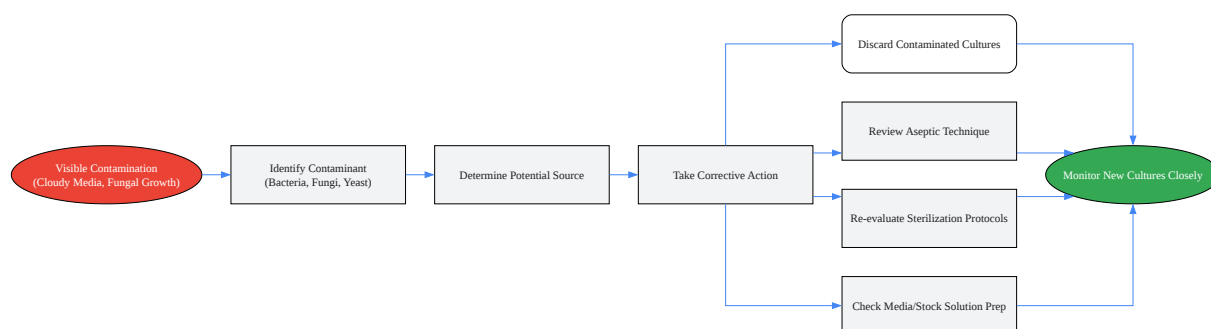 Visible Contamination
(Cloudy Media, Fungal Growth)
Identify Contaminant
(Bacteria, Fungi, Yeast)
Determine Potential Source
Take Corrective Action
Discard Contaminated Cultures
Review Aseptic Technique
Re-evaluate Sterilization Protocols
Check Media/Stock Solution Prep
Monitor New Cultures Closely